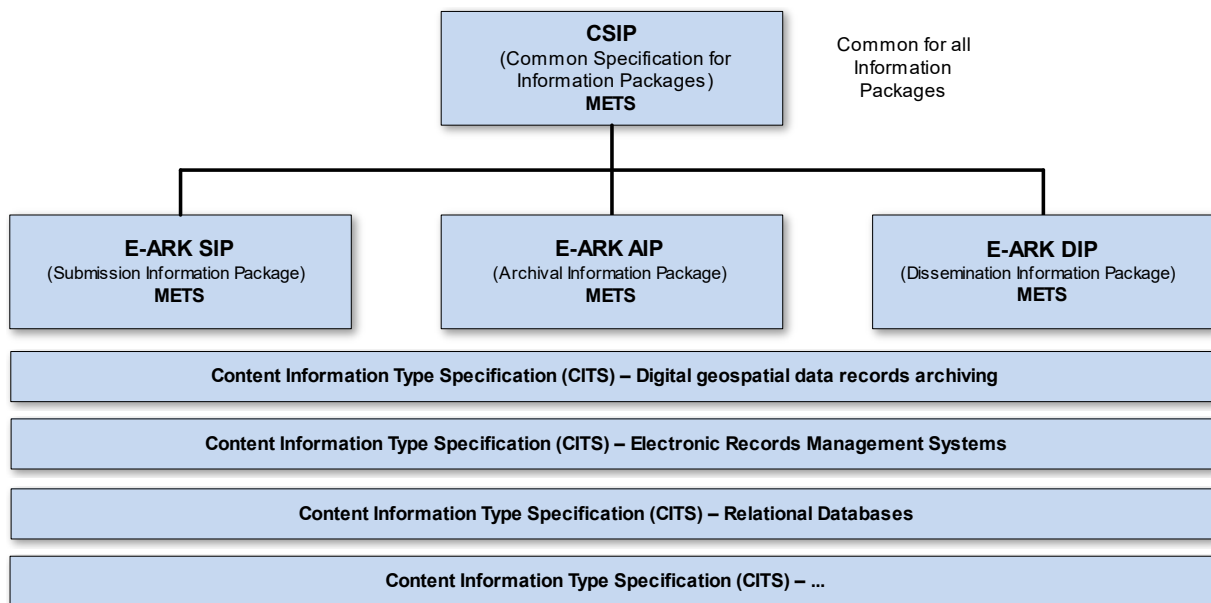 CSIP
(Common Specification for
Information Packages)
METS
Common for all
Information
Packages
E-ARK SIP
(Submission Information Package)
METS
E-ARK AIP
(Archival Information Package)
METS
E-ARK DIP
(Dissemination Information Package)
METS
Content Information Type Specification (CITS) – Digital geospatial data records archiving
Content Information Type Specification (CITS) – Electronic Records Management Systems
Content Information Type Specification (CITS) – Relational Databases
Content Information Type Specification (CITS) – ...